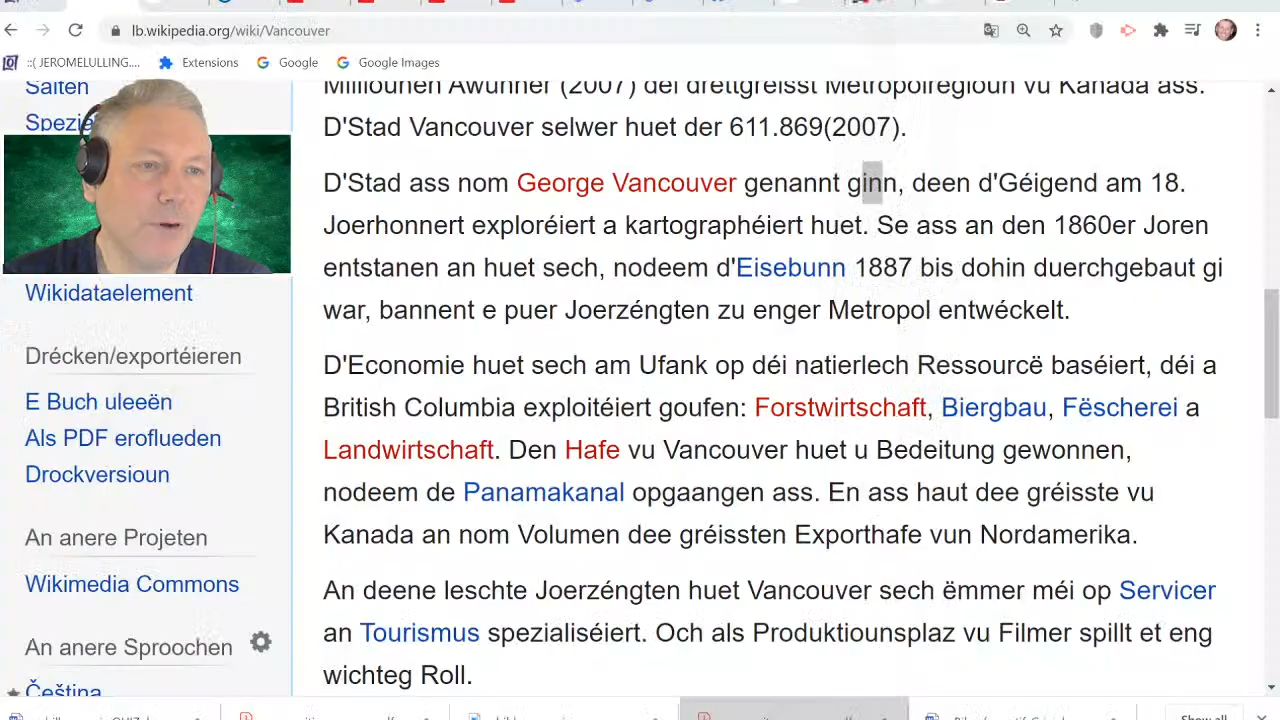 lb.wikipedia.org/wiki/Vancouver
::( JEROMELULLING.... Extensions Google Google Images
Salten
Spezia
Wikidataelement
Drécken/exportéieren
E Buch uleeën
Als PDF eroflueden
Drockversioun
An anere Projeten
Wikimedia Commons
An anere Sproochen
Čeština
Milliounen Awunner (2007) déi drëttgréisst Metropolregioun vu Kanada ass.
D'Stad Vancouver selwer huet der 611.869(2007).
D'Stad ass nom George Vancouver genannt ginn, deen d'Géigend am 18.
Joerhonnert exploréiert a kartographéiert huet. Se ass an den 1860er Joren
entstanen an huet sech, nodeem d'Eisebunn 1887 bis dohin duerchgebaut gi
war, bannent e puer Joerzéngten zu enger Metropol entwéckelt.
D'Economie huet sech am Ufank op déi natierlech Ressourcë baséiert, déi a
British Columbia exploitéiert goufen: Forstwirtschaft, Biergbau, Fëscherei a
Landwirtschaft. Den Hafe vu Vancouver huet u Bedeitung gewonnen,
nodeem de Panamakanal opgaangen ass. En ass haut dee gréisste vu
Kanada an nom Volumen dee gréissten Exporthafe vun Nordamerika.
An deene leschte Joerzéngten huet Vancouver sech ëmmer méi op Servicer
an Tourismus spezialiséiert. Och als Produktiounsplaz vu Filmer spillt et eng
wichteg Roll.
Show all